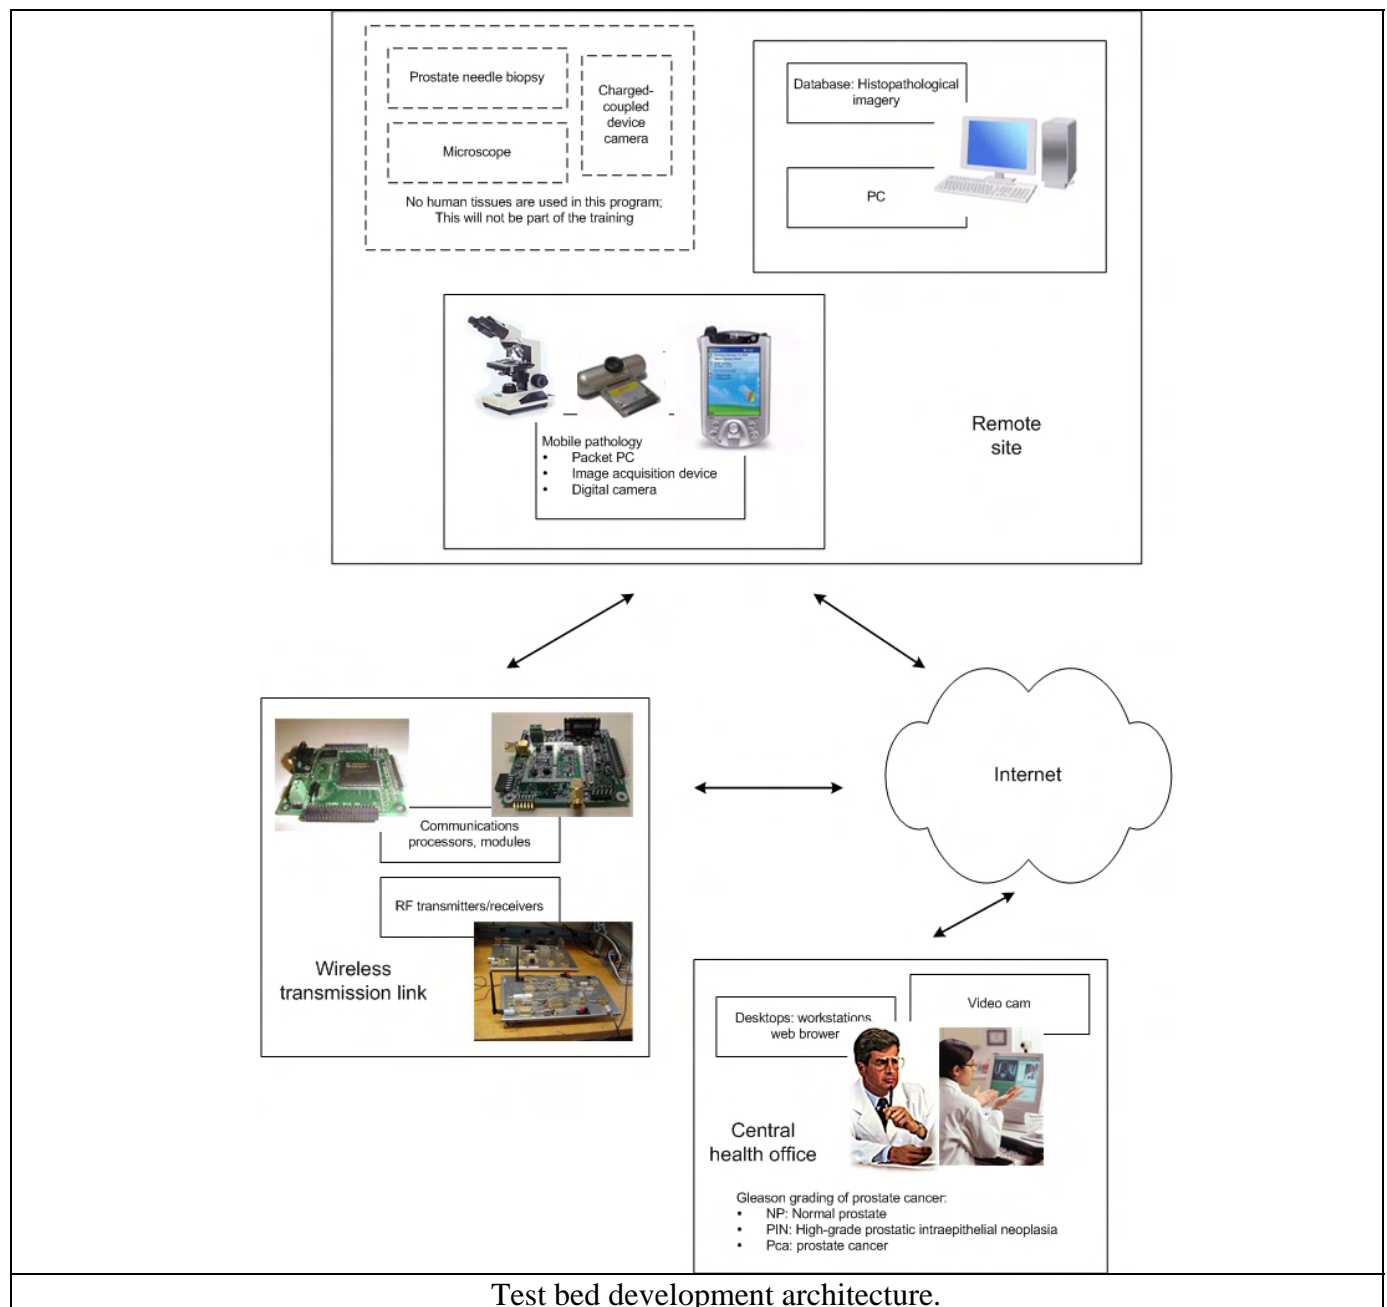 Prostate needle biopsy
Charged-
coupled
device
camera
Microscope
No human tissues are used in this program;
This will not be part of the training
Database: Histopathological
imagery
PC
Mobile pathology
• Packet PC
• Image acquisition device
• Digital camera
Remote
site
Communications
processors, modules
RF transmitters/receivers
Wireless
transmission link
Internet
Desktops: workstations
web brower
Video cam
Central
health office
Gleason grading of prostate cancer:
• NP: Normal prostate
• PIN: High-grade prostatic intraepithelial neoplasia
• Pca: prostate cancer
Test bed development architecture.